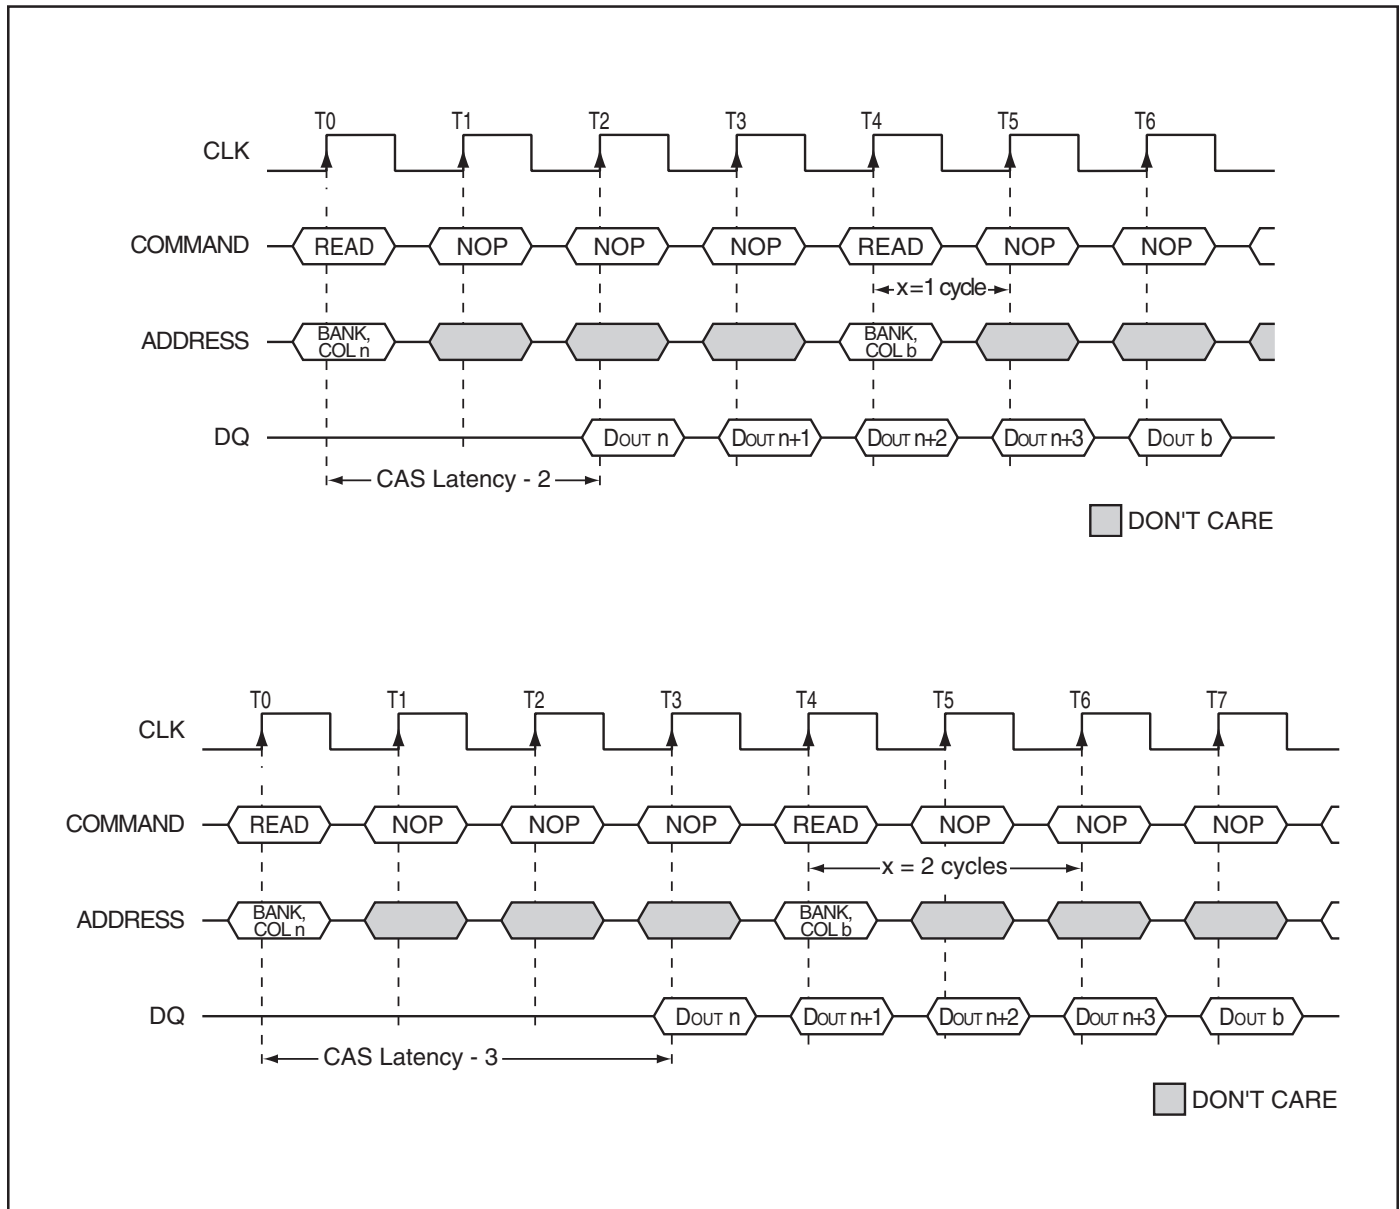 T0 T1 T2 T3 T4 T5 T6
CLK
COMMAND READ NOP NOP NOP READ NOP NOP
x=1 cycle
ADDRESS BANK, COL n BANK, COL b
DQ DOUT n DOUT n+1 DOUT n+2 DOUT n+3 DOUT b
CAS Latency - 2
DON'T CARE
T0 T1 T2 T3 T4 T5 T6 T7
CLK
COMMAND READ NOP NOP NOP READ NOP NOP NOP
x = 2 cycles
ADDRESS BANK, COL n BANK, COL b
DQ DOUT n DOUT n+1 DOUT n+2 DOUT n+3 DOUT b
CAS Latency - 3
DON'T CARE